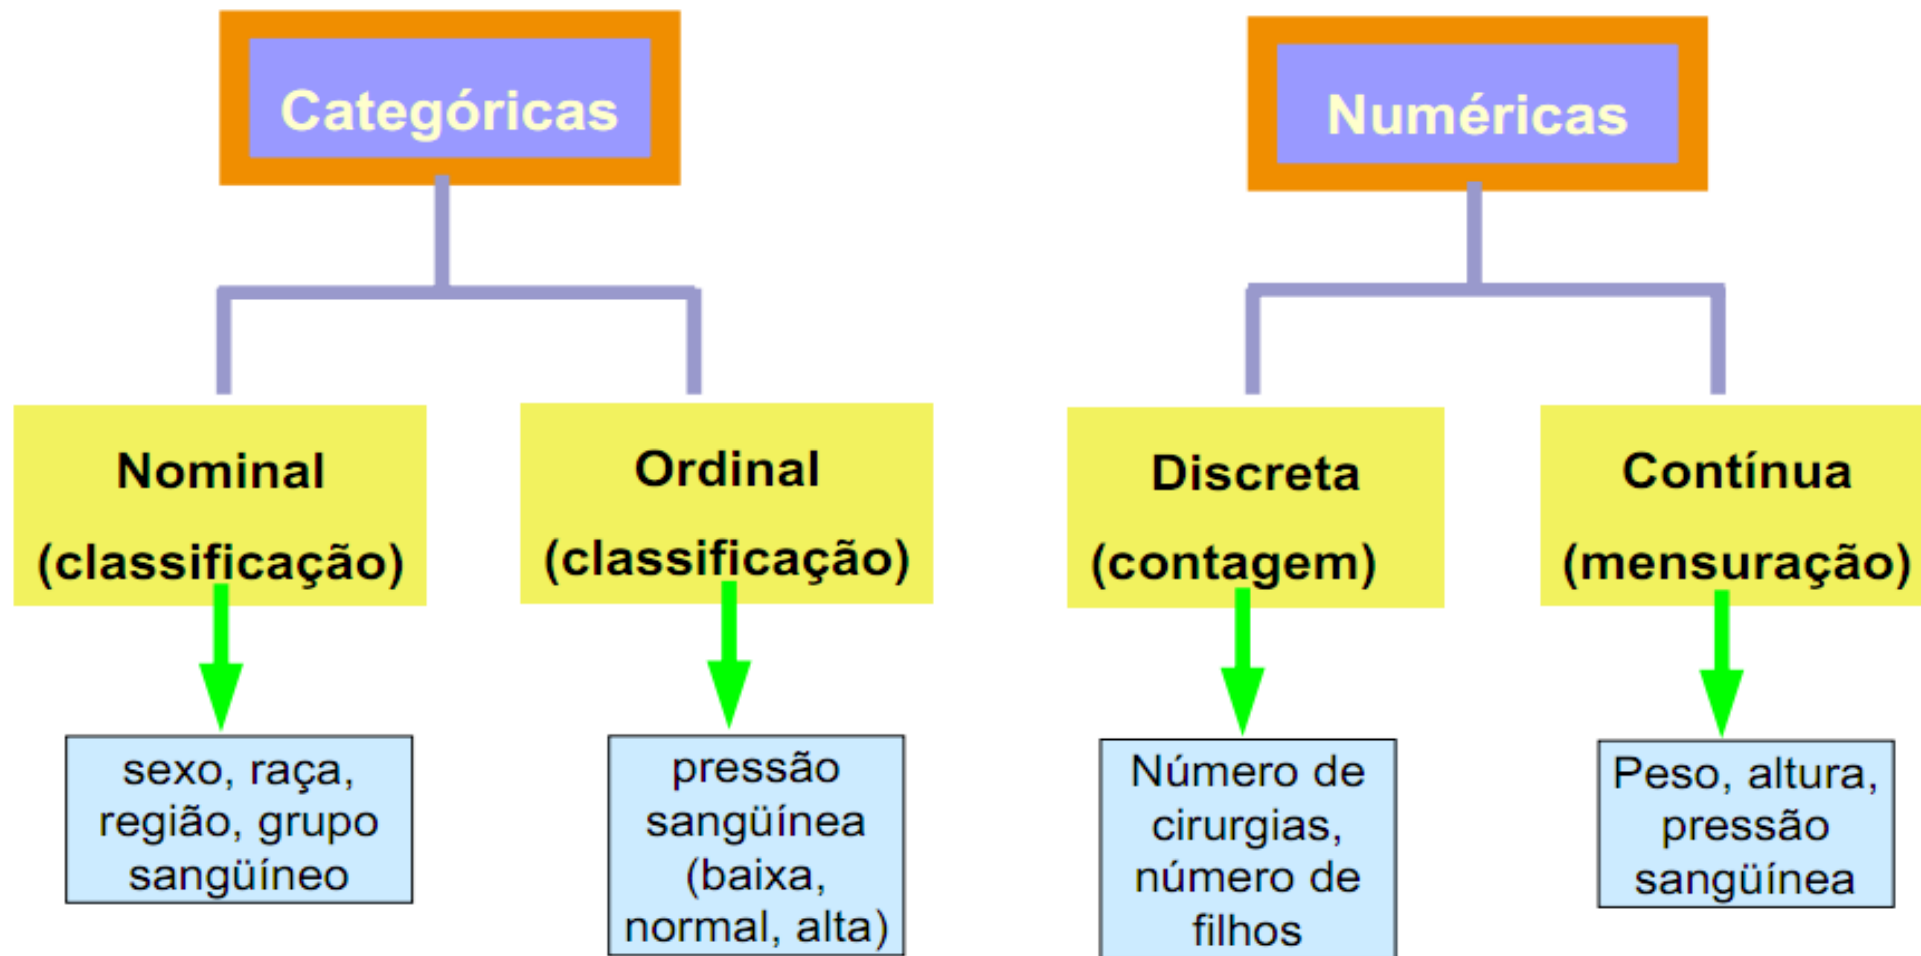 Categóricas
Numéricas
Nominal
(classificação)
Ordinal
(classificação)
Discreta
(contagem)
Contínua
(mensuração)
sexo, raça,
região, grupo
sangüíneo
pressão
sangüínea
(baixa,
normal, alta)
Número de
cirurgias,
número de
filhos
Peso, altura,
pressão
sangüínea